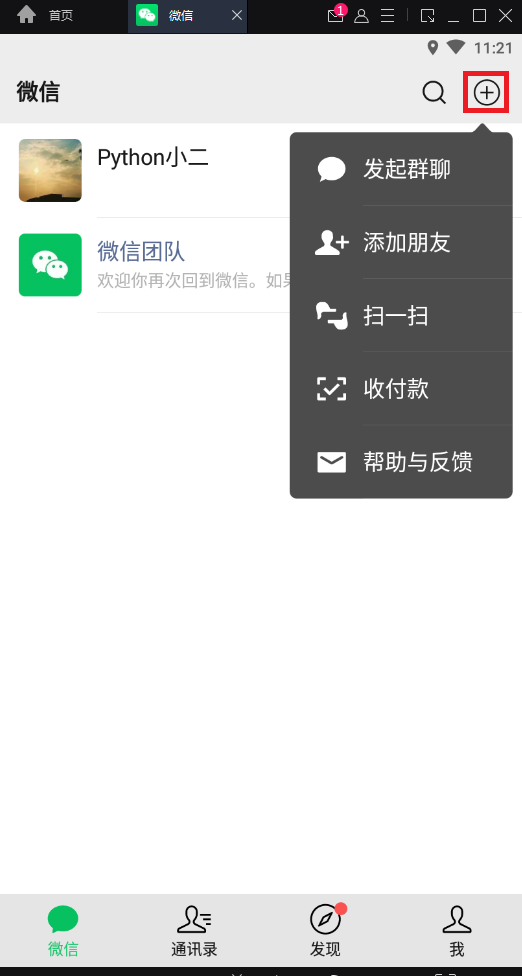 首页
微信
1
11:21
微信
Python小二
微信团队
欢迎你再次回到微信。如
发起群聊
添加朋友
扫一扫
收付款
帮助与反馈
微信
通讯录
发现
我